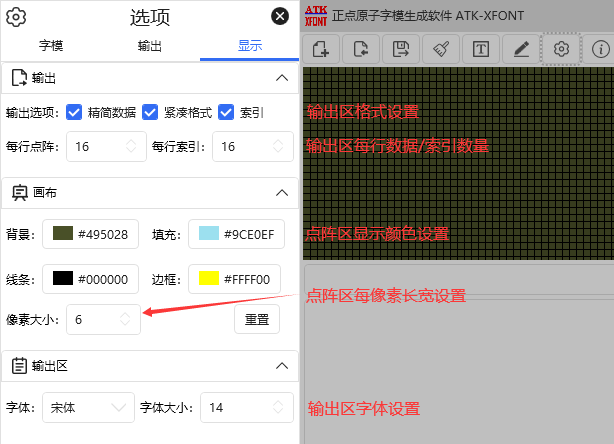 选项
字模 输出 显示
输出
输出选项: 精简数据 紧凑格式 索引
每行点阵: 16 每行索引: 16
画布
背景: #495028 填充: #9CE0EF
线条: #000000 边框: #FFFF00
像素大小: 6 重置
输出区
字体: 宋体 字体大小: 14
ATK
XFONT
正点原子字模生成软件 ATK-XFONT
T
输出区格式设置
输出区每行数据/索引数量
点阵区显示颜色设置
点阵区每像素长宽设置
输出区字体设置